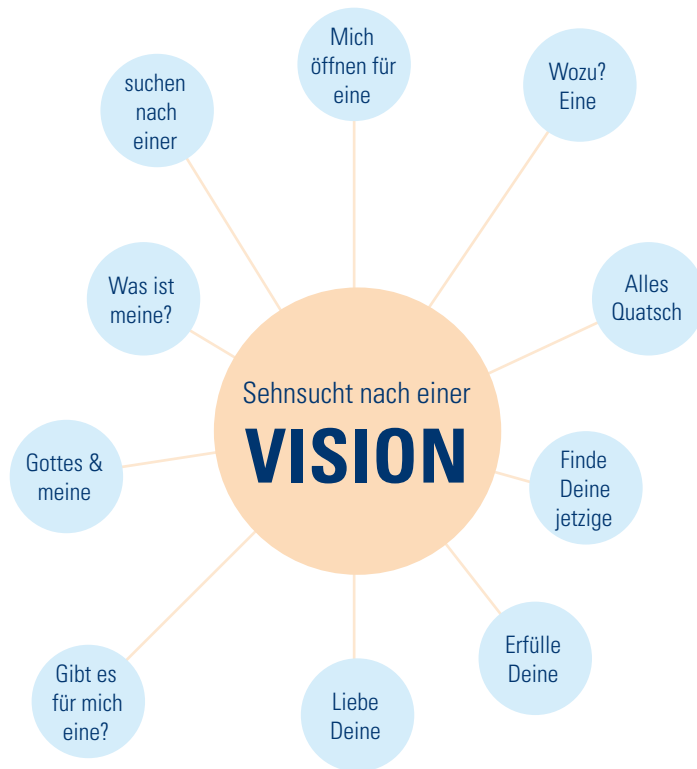 Mich
öffnen für
eine
Wozu?
Eine
suchen
nach
einer
Alles
Quatsch
Was ist
meine?
Sehnsucht nach einer
VISION
Gottes &
meine
Finde
Deine
jetzige
Erfülle
Deine
Gibt es
für mich
eine?
Liebe
Deine